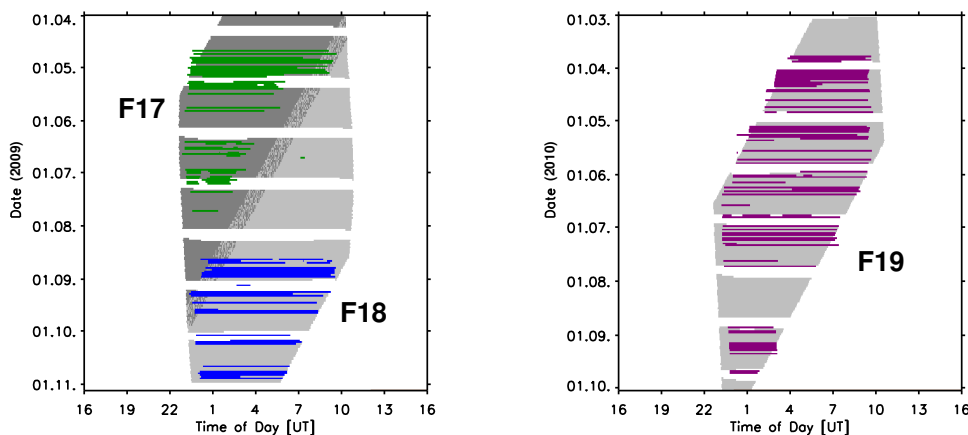 01.04.
01.05.
01.06.
01.07.
01.08.
01.09.
01.10.
01.11.
Date (2009)
F17
F18
16 19 22 1 4 7 10 13 16
Time of Day [UT]
01.03.
01.04.
01.05.
01.06.
01.07.
01.08.
01.09.
01.10.
Date (2010)
F19
16 19 22 1 4 7 10 13 16
Time of Day [UT]